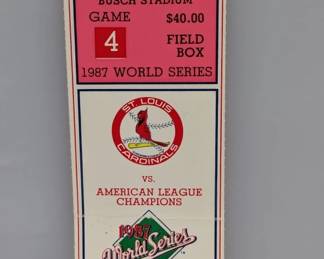 BUSCH STADIUM
GAME $40.00
4 FIELD
BOX
1987 WORLD SERIES
ST. LOUIS
CARDINALS
VS.
AMERICAN LEAGUE
CHAMPIONS
1987
World Series